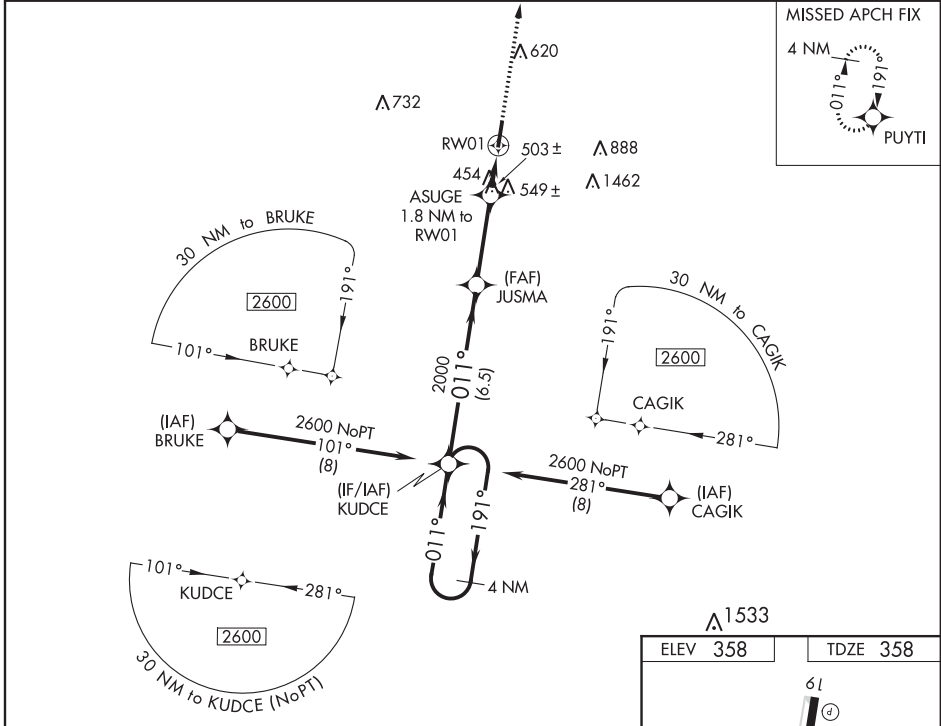 MISSED APCH FIX
4 NM
011°
191°
PUYTI
620
732
RW01
503 ±
888
454
549 ±
1462
ASUGE
1.8 NM to
RW01
(FAF)
JUSMA
30 NM to BRUKE
2600
191°
BRUKE
101°
30 NM to CAGIK
191°
2600
CAGIK
281°
2000
011°
(6.5)
(IAF)
BRUKE
2600 NoPT
101°
(8)
(IF/IAF)
KUDCE
2600 NoPT
281°
(8)
(IAF)
CAGIK
011°
191°
4 NM
101°
KUDCE
281°
2600
30 NM to KUDCE (NoPT)
1533
ELEV 358
TDZE 358
19
P